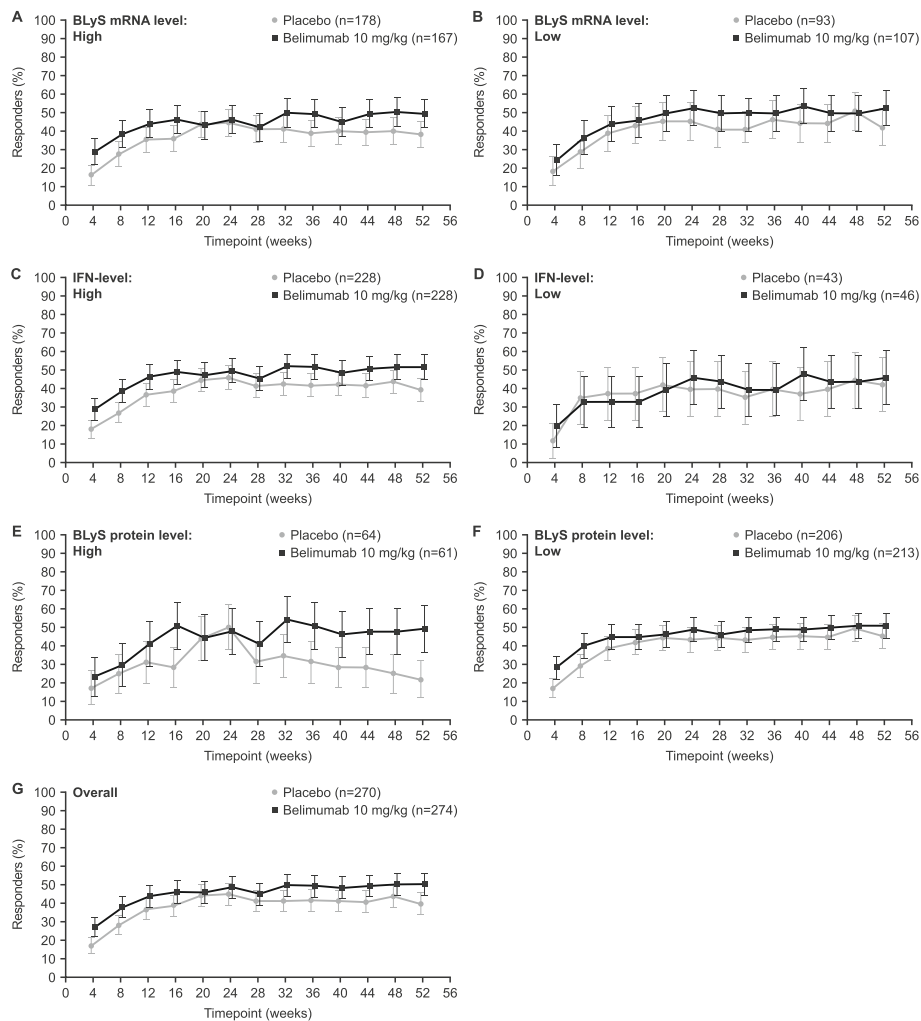 A
BLyS mRNA level:
High
Placebo (n=178)
Belimumab 10 mg/kg (n=167)
Responders (%)
100
90
80
70
60
50
40
30
20
10
0
0 4 8 12 16 20 24 28 32 36 40 44 48 52 56
Timepoint (weeks)
B
BLyS mRNA level:
Low
Placebo (n=93)
Belimumab 10 mg/kg (n=107)
Responders (%)
100
90
80
70
60
50
40
30
20
10
0
0 4 8 12 16 20 24 28 32 36 40 44 48 52 56
Timepoint (weeks)
C
IFN-level:
High
Placebo (n=228)
Belimumab 10 mg/kg (n=228)
Responders (%)
100
90
80
70
60
50
40
30
20
10
0
0 4 8 12 16 20 24 28 32 36 40 44 48 52 56
Timepoint (weeks)
D
IFN-level:
Low
Placebo (n=43)
Belimumab 10 mg/kg (n=46)
Responders (%)
100
90
80
70
60
50
40
30
20
10
0
0 4 8 12 16 20 24 28 32 36 40 44 48 52 56
Timepoint (weeks)
E
BLyS protein level:
High
Placebo (n=64)
Belimumab 10 mg/kg (n=61)
Responders (%)
100
90
80
70
60
50
40
30
20
10
0
0 4 8 12 16 20 24 28 32 36 40 44 48 52 56
Timepoint (weeks)
F
BLyS protein level:
Low
Placebo (n=206)
Belimumab 10 mg/kg (n=213)
Responders (%)
100
90
80
70
60
50
40
30
20
10
0
0 4 8 12 16 20 24 28 32 36 40 44 48 52 56
Timepoint (weeks)
G
Overall
Placebo (n=270)
Belimumab 10 mg/kg (n=274)
Responders (%)
100
90
80
70
60
50
40
30
20
10
0
0 4 8 12 16 20 24 28 32 36 40 44 48 52 56
Timepoint (weeks)